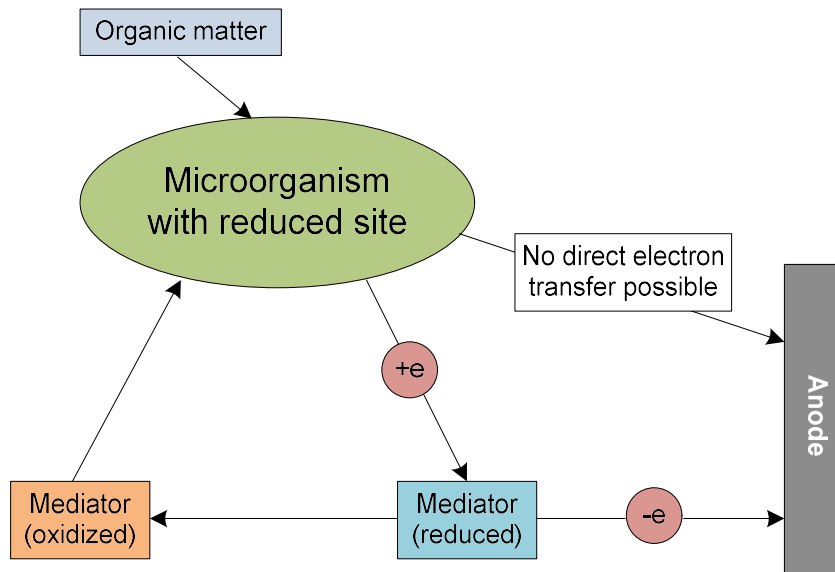 Organic matter
Microorganism
with reduced site
No direct electron
transfer possible
+e
Anode
Mediator
(oxidized)
Mediator
(reduced)
-e